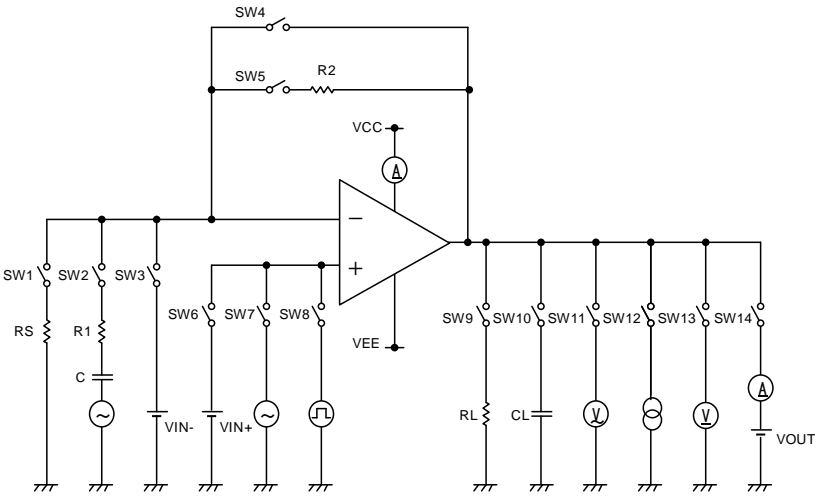 SW4
SW5 R2
VCC
A
SW1 SW2 SW3
SW6 SW7 SW8
SW9 SW10 SW11 SW12 SW13 SW14
RS R1
VEE
C
VIN- VIN+
RL CL V V
A
VOUT